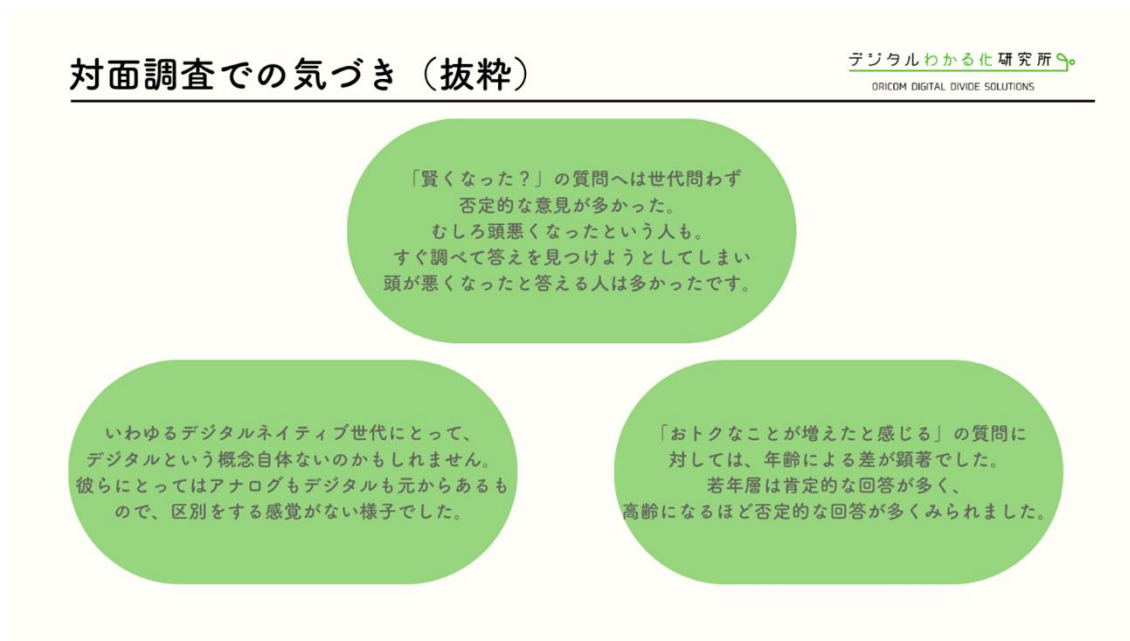 対面調査での気づき（抜粋）
デジタルわかる化研究所
ORICOM DIGITAL DIVIDE SOLUTIONS
「賢くなった？」の質問へは世代問わず
否定的な意見が多かった。
むしろ頭悪くなったという人も。
すぐ調べて答えを見つけようとしてしまい
頭が悪くなったと答える人は多かったです。
いわゆるデジタルネイティブ世代にとって、
デジタルという概念自体ないのかもしれません。
彼らにとってはアナログもデジタルも元からあるも
ので、区別をする感覚がない様子でした。
「おトクなことが増えたと感じる」の質問に
対しては、年齢による差が顕著でした。
若年層は肯定的な回答が多く、
高齢になるほど否定的な回答が多くみられました。